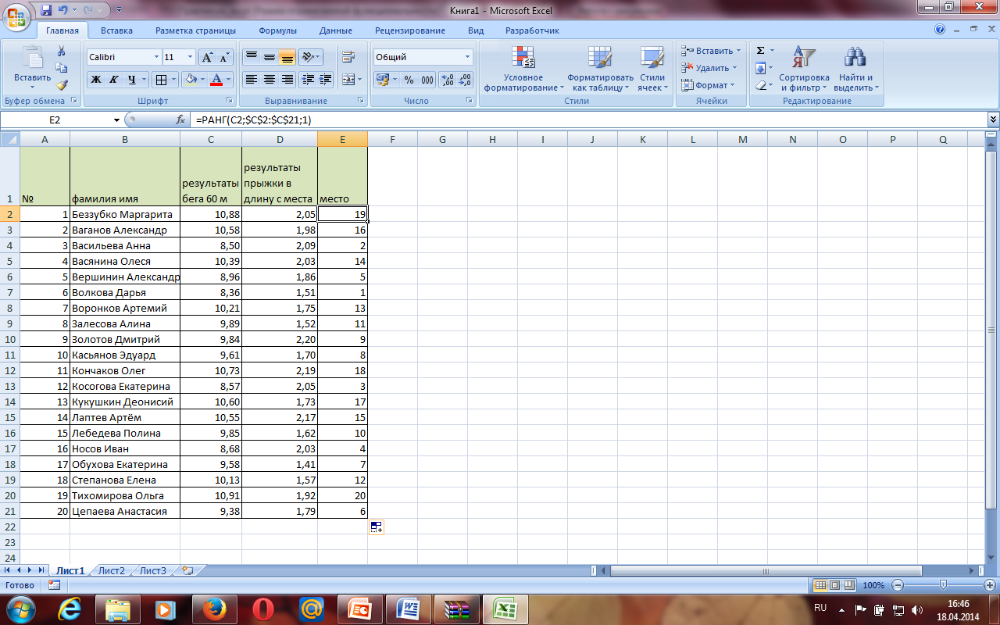 Книга1 - Microsoft Excel
Главная Вставка Разметка страницы Формулы Данные Рецензирование Вид Разработчик
Вставить
Буфер обмена
Calibri 11
Ж К Ч
Шрифт
Выравнивание
Общий
% 000
Число
Условное форматирование
Форматировать как таблицу
Стили ячеек
Стили
Вставить
Удалить
Формат
Ячейки
Σ
Сортировка и фильтр
Найти и выделить
Редактирование
E2 fx =РАНГ(C2;$C$2:$C$21;1)
A B C D E F G H I J K L M N O P Q
1 № фамилия имя результаты бега 60 м результаты прыжки в длину с места место
2 1 Беззубко Маргарита 10,88 2,05 19
3 2 Ваганов Александр 10,58 1,98 16
4 3 Васильева Анна 8,50 2,09 2
5 4 Васянина Олеся 10,39 2,03 14
6 5 Вершинин Александр 8,96 1,86 5
7 6 Волкова Дарья 8,36 1,51 1
8 7 Воронков Артемий 10,21 1,75 13
9 8 Залесова Алина 9,89 1,52 11
10 9 Золотов Дмитрий 9,84 2,20 9
11 10 Касьянов Эдуард 9,61 1,70 8
12 11 Кончаков Олег 10,73 2,19 18
13 12 Косогова Екатерина 8,57 2,05 3
14 13 Кукушкин Деонисий 10,60 1,73 17
15 14 Лаптев Артём 10,55 2,17 15
16 15 Лебедева Полина 9,85 1,62 10
17 16 Носов Иван 8,68 2,03 4
18 17 Обухова Екатерина 9,58 1,41 7
19 18 Степанова Елена 10,13 1,57 12
20 19 Тихомирова Ольга 10,91 1,92 20
21 20 Цепаева Анастасия 9,38 1,79 6
22
23
24
Лист1 Лист2 Лист3
Готово 100%
RU 16:46
18.04.2014